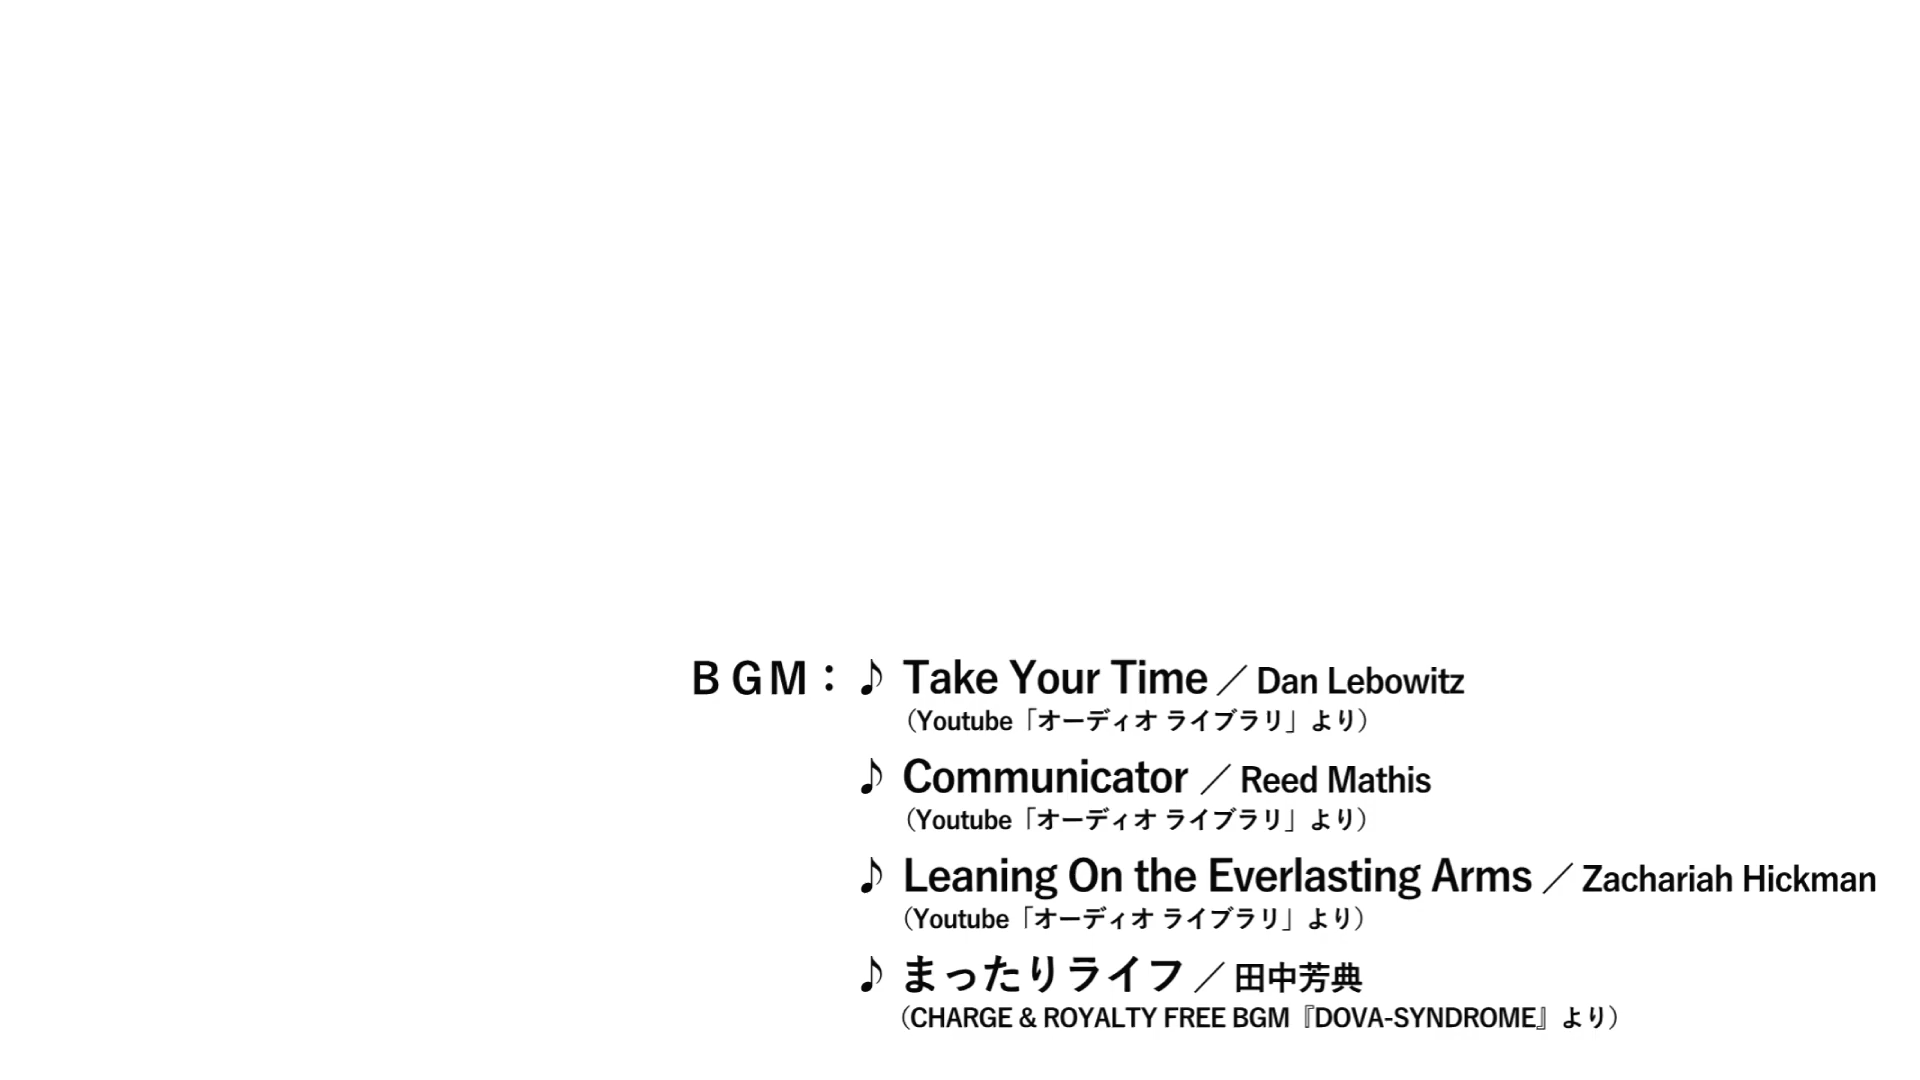 BGM：♪ Take Your Time ／ Dan Lebowitz
（Youtube「オーディオ ライブラリ」より）
♪ Communicator ／ Reed Mathis
（Youtube「オーディオ ライブラリ」より）
♪ Leaning On the Everlasting Arms ／ Zachariah Hickman
（Youtube「オーディオ ライブラリ」より）
♪ まったりライフ ／ 田中芳典
（CHARGE & ROYALTY FREE BGM『DOVA-SYNDROME』より）